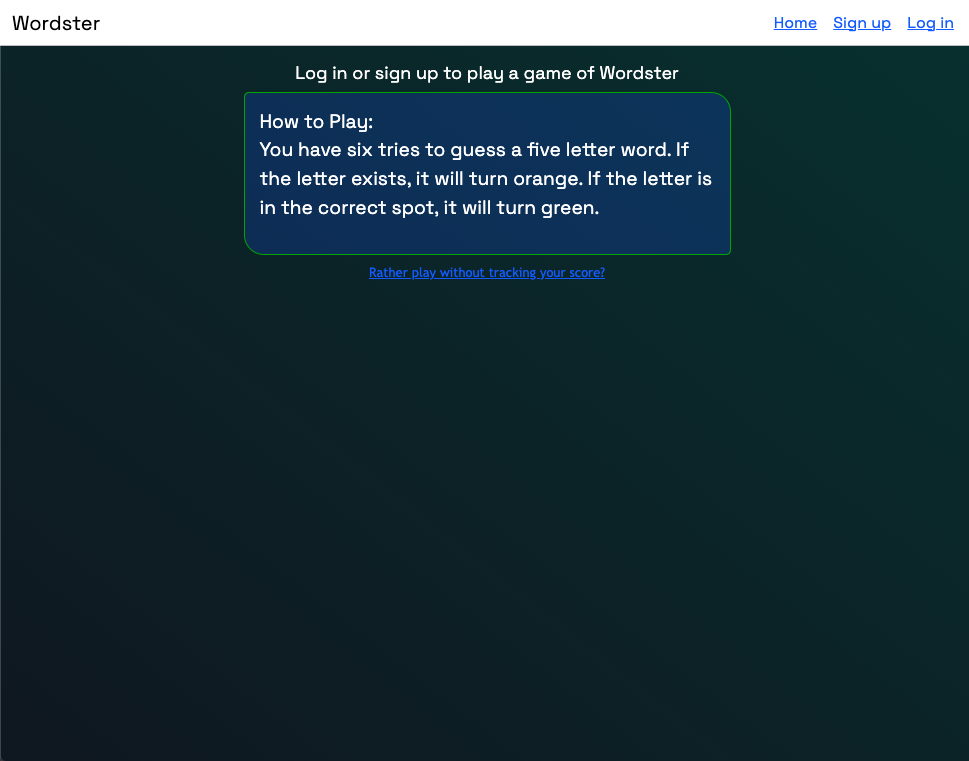 Wordster
Home Sign up Log in
Log in or sign up to play a game of Wordster
How to Play:
You have six tries to guess a five letter word. If
the letter exists, it will turn orange. If the letter is
in the correct spot, it will turn green.
Rather play without tracking your score?